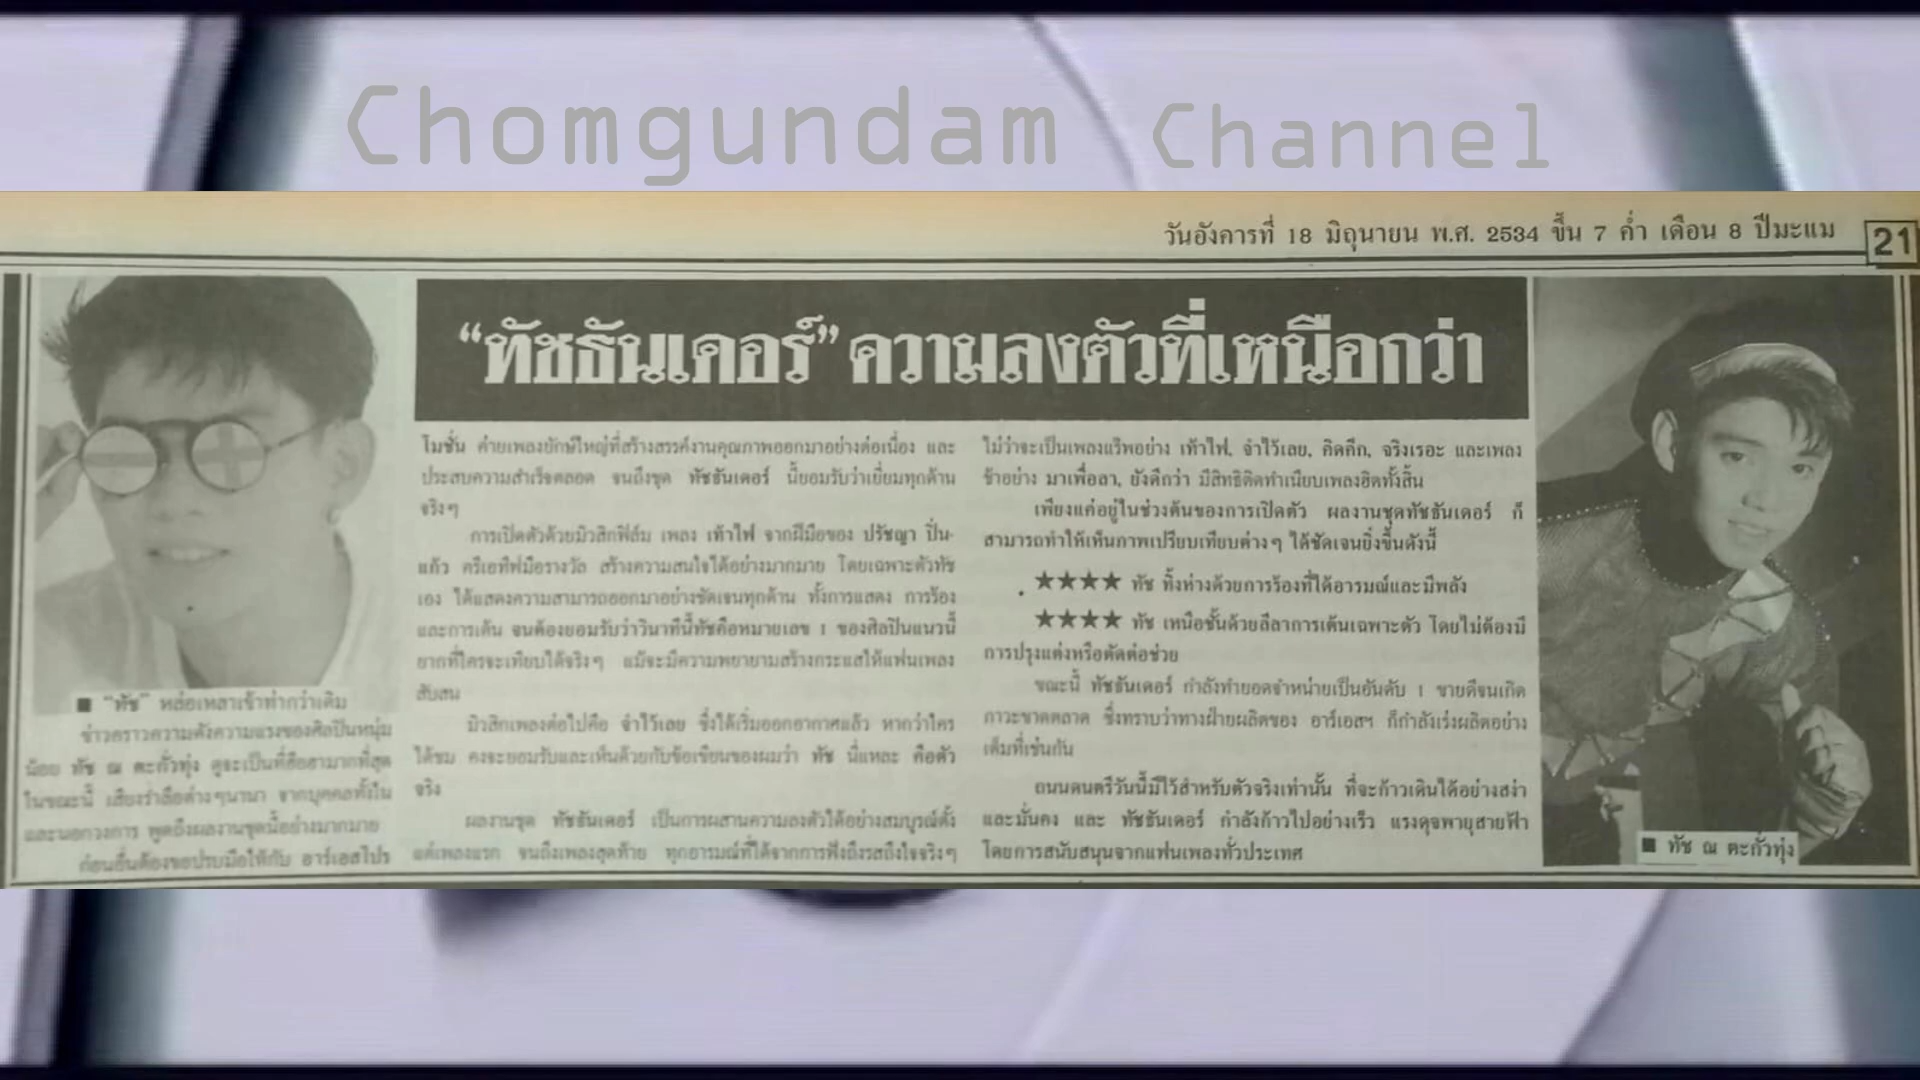 Chomgundam Channel
วันอังคารที่ 18 มิถุนายน พ.ศ. 2534 ขึ้น 7 ค่ำ เดือน 8 ปีมะแม 21
“ทัชธันเดอร์” ความลงตัวที่เหนือกว่า
■ “ทัช” หล่อเหลาเข้าท่ากว่าเดิม
ข่าวคราวความดังความแรงของศิลปินหนุ่ม
น้อย ทัช ณ ตะกั่วทุ่ง ดูจะเป็นที่ฮือฮามากที่สุด
ในขณะนี้ เสียงร่ำลือต่างๆนานา จากบุคคลทั้งใน
และนอกวงการ พูดถึงผลงานชุดนี้อย่างมากมาย
ก่อนอื่นต้องขอปรบมือให้กับ อาร์เอสโปร
โมชั่น ค่ายเพลงยักษ์ใหญ่ที่สร้างสรรค์งานคุณภาพออกมาอย่างต่อเนื่อง และ
ประสบความสำเร็จตลอด จนถึงชุด ทัชธันเดอร์ นี้ยอมรับว่าเยี่ยมทุกด้าน
จริงๆ
การเปิดตัวด้วยมิวสิกฟิล์ม เพลง เท้าไฟ จากฝีมือของ ปรัชญา ปิ่น-
แก้ว ครีเอทีฟมือรางวัล สร้างความสนใจได้อย่างมากมาย โดยเฉพาะตัวทัช
เอง ได้แสดงความสามารถออกมาอย่างชัดเจนทุกด้าน ทั้งการแสดง การร้อง
และการเต้น จนต้องยอมรับว่าวินาทีนี้ทัชคือหมายเลข 1 ของศิลปินแนวนี้
ยากที่ใครจะเทียบได้จริงๆ แม้จะมีความพยายามสร้างกระแสให้แฟนเพลง
สับสน
มิวสิกเพลงต่อไปคือ จำไว้เลย ซึ่งได้เริ่มออกอากาศแล้ว หากว่าใคร
ได้ชม คงจะยอมรับและเห็นด้วยกับข้อเขียนของผมว่า ทัช นี่แหละ คือตัว
จริง
ผลงานชุด ทัชธันเดอร์ เป็นการผสานความลงตัวได้อย่างสมบูรณ์ตั้ง
แต่เพลงแรก จนถึงเพลงสุดท้าย ทุกอารมณ์ที่ได้จากการฟังถึงรสถึงใจจริงๆ
ไม่ว่าจะเป็นเพลงแร็พอย่าง เท้าไฟ, จำไว้เลย, คิดดีก, จริงเรอะ และเพลง
ช้าอย่าง มาเพื่อลา, ยังดีกว่า มีสิทธิติดทำเนียบเพลงฮิตทั้งสิ้น
เพียงแค่อยู่ในช่วงต้นของการเปิดตัว ผลงานชุดทัชธันเดอร์ ก็
สามารถทำให้เห็นภาพเปรียบเทียบต่างๆ ได้ชัดเจนยิ่งขึ้นดังนี้
★★★★ ทัช ทิ้งห่างด้วยการร้องที่ได้อารมณ์และมีพลัง
★★★★ ทัช เหนือชั้นด้วยลีลาการเต้นเฉพาะตัว โดยไม่ต้องมี
การปรุงแต่งหรือตัดต่อช่วย
ขณะนี้ ทัชธันเดอร์ กำลังทำยอดจำหน่ายเป็นอันดับ 1 ขายดีจนเกิด
ภาวะขาดตลาด ซึ่งทราบว่าทางฝ่ายผลิตของ อาร์เอสฯ ก็กำลังเร่งผลิตอย่าง
เต็มที่เช่นกัน
ถนนดนตรีวันนี้มีไว้สำหรับตัวจริงเท่านั้น ที่จะก้าวเดินได้อย่างสง่า
และมั่นคง และ ทัชธันเดอร์ กำลังก้าวไปอย่างเร็ว แรงดุจพายุสายฟ้า
โดยการสนับสนุนจากแฟนเพลงทั่วประเทศ
■ ทัช ณ ตะกั่วทุ่ง